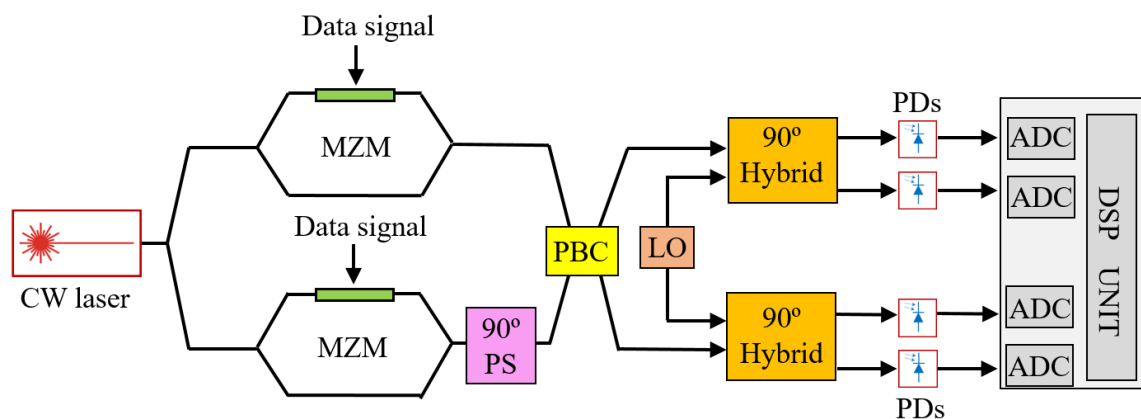 Data signal
MZM
CW laser
Data signal
MZM
90º
PS
PBC
LO
90º
Hybrid
90º
Hybrid
PDs
PDs
ADC
ADC
ADC
ADC
DSP UNIT